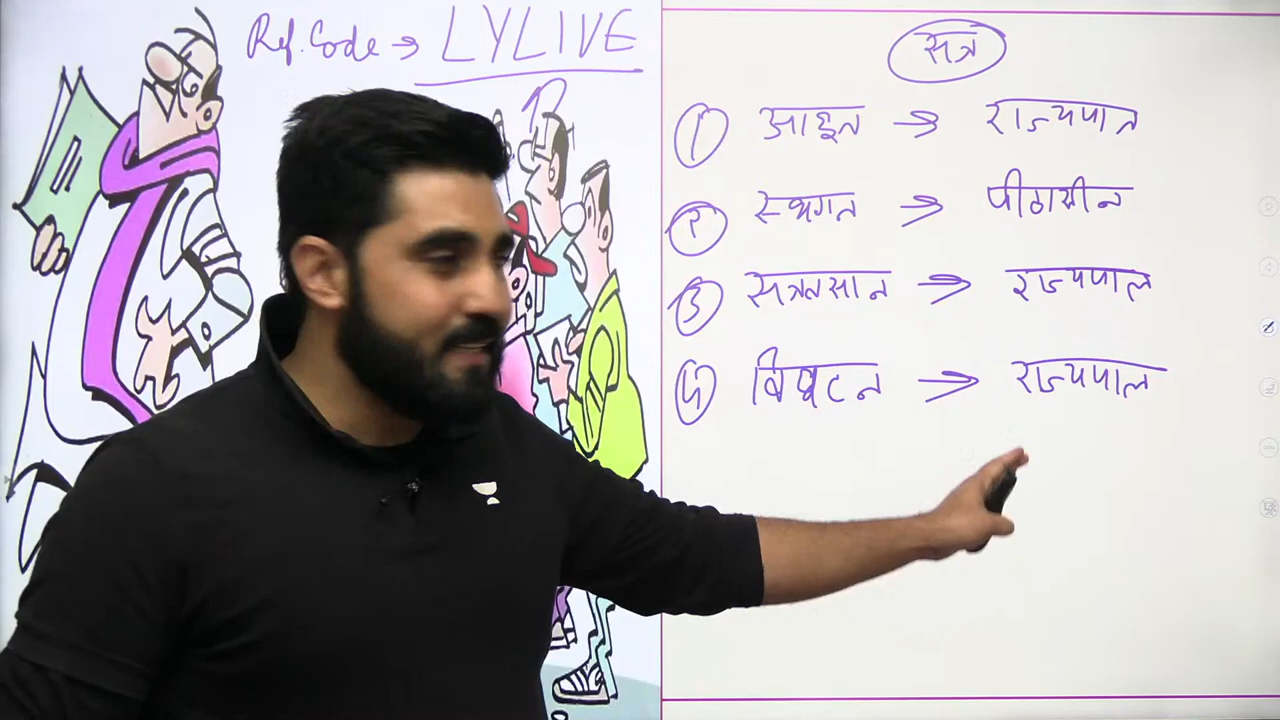 Ref. Code → LYLIVE
सत्र
① आहूत → राज्यपाल
② स्थगन → पीठासीन
③ सत्रावसान → राज्यपाल
④ विघटन → राज्यपाल